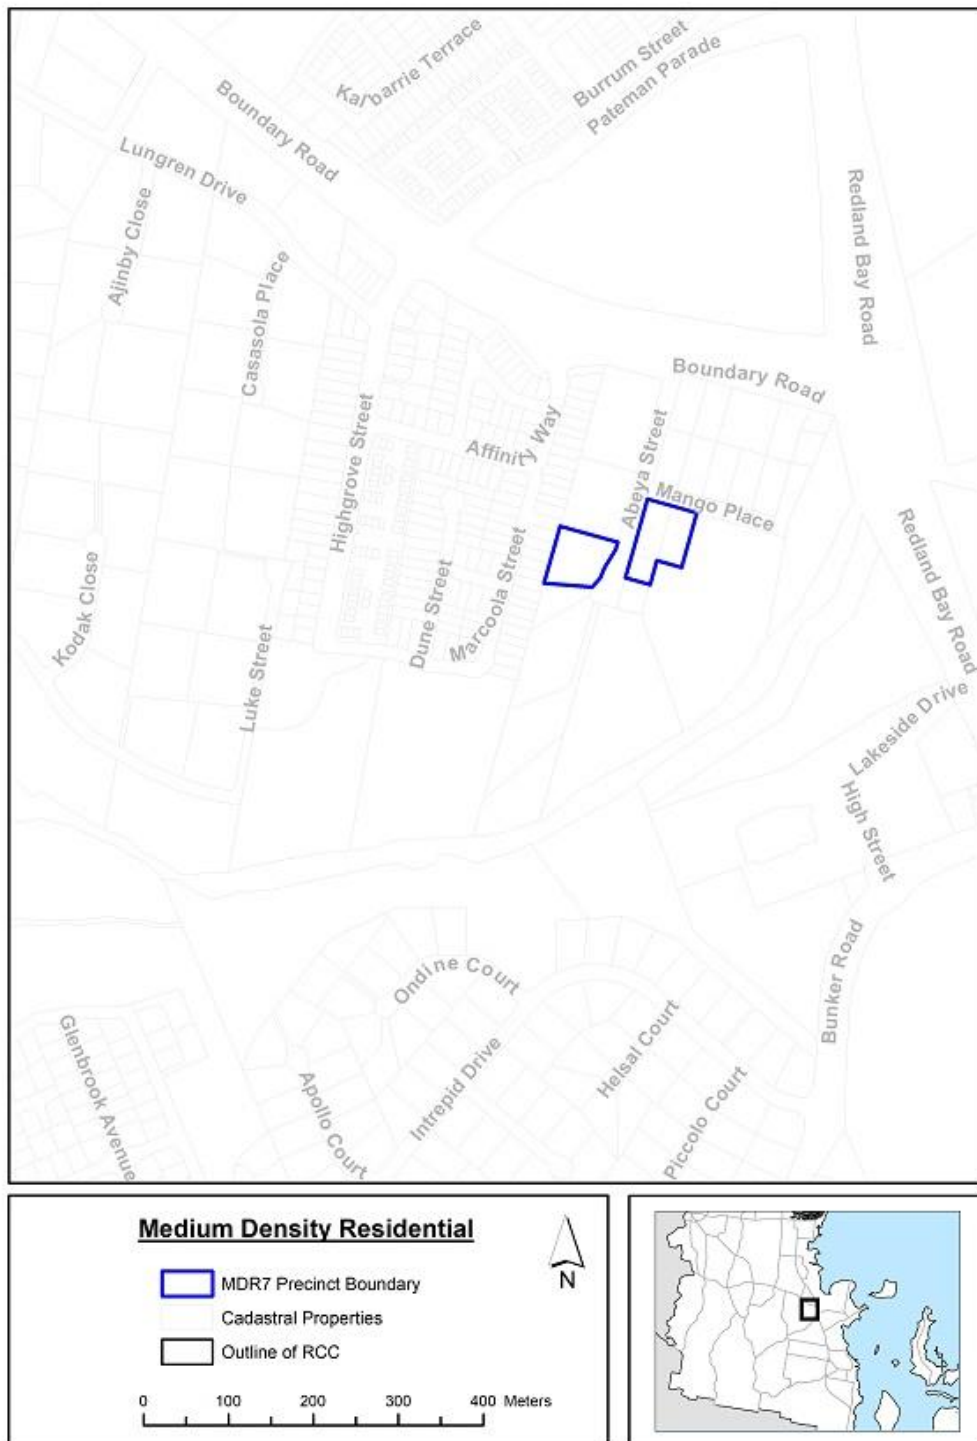 Kalbarrie Terrace
Burrum Street
Pateman Parade
Boundary Road
Lungren Drive
Ajinby Close
Redland Bay Road
Casasola Place
Boundary Road
Highgrove Street
Affinity Way
Abeya Street
Mango Place
Redland Bay Road
Marcoola Street
Dune Street
Kodak Close
Luke Street
Lakeside Drive
High Street
Ondine Court
Bunker Road
Glenbrook Avenue
Apollo Court
Intrepid Drive
Helsal Court
Piccolo Court
Medium Density Residential
MDR7 Precinct Boundary
Cadastral Properties
Outline of RCC
N
0 100 200 300 400 Meters